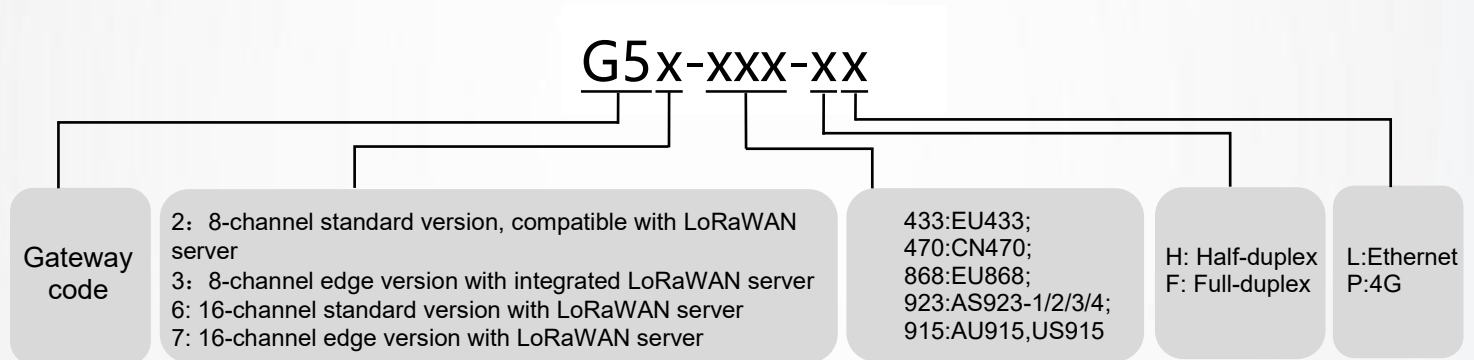 G5x-xxx-xx
Gateway
code
2：8-channel standard version, compatible with LoRaWAN
server
3：8-channel edge version with integrated LoRaWAN server
6: 16-channel standard version with LoRaWAN server
7: 16-channel edge version with LoRaWAN server
433:EU433;
470:CN470;
868:EU868;
923:AS923-1/2/3/4;
915:AU915,US915
H: Half-duplex
F: Full-duplex
L:Ethernet
P:4G